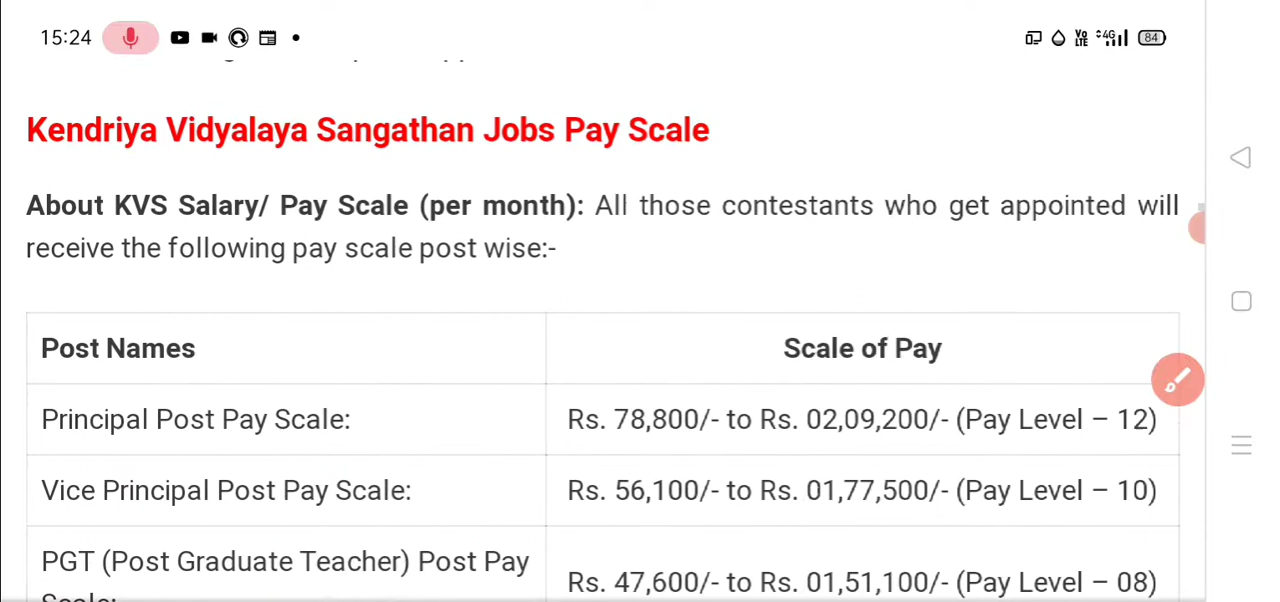 15:24
84
Kendriya Vidyalaya Sangathan Jobs Pay Scale
About KVS Salary/ Pay Scale (per month): All those contestants who get appointed will
receive the following pay scale post wise:-
Post Names Scale of Pay
Principal Post Pay Scale: Rs. 78,800/- to Rs. 02,09,200/- (Pay Level – 12)
Vice Principal Post Pay Scale: Rs. 56,100/- to Rs. 01,77,500/- (Pay Level – 10)
PGT (Post Graduate Teacher) Post Pay
Rs. 47,600/- to Rs. 01,51,100/- (Pay Level – 08)